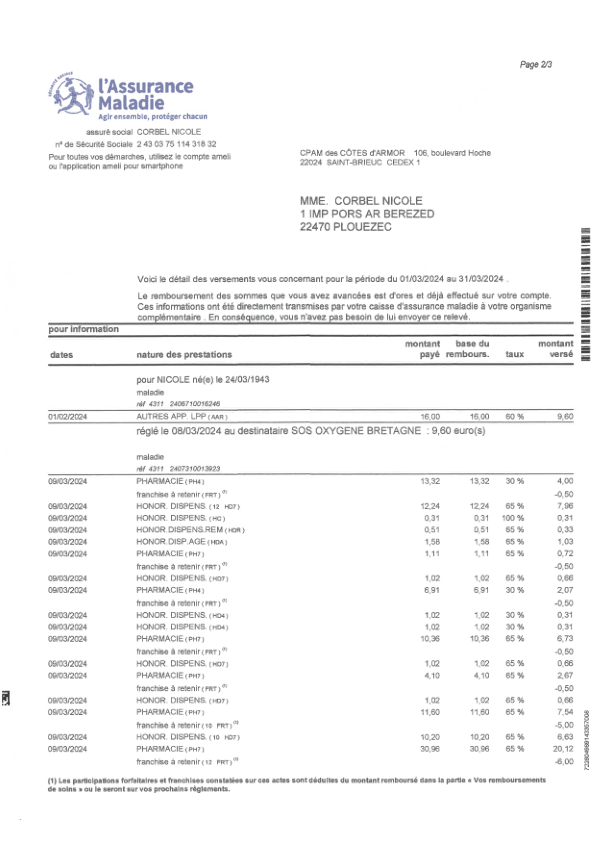 Page 2/3
SÉCURITÉ SOCIALE
l'Assurance
Maladie
Agir ensemble, protéger chacun
assuré social CORBEL NICOLE
n° de Sécurité Sociale 2 43 03 75 114 318 32
Pour toutes vos démarches, utilisez le compte ameli
ou l'application ameli pour smartphone
CPAM des CÔTES d'ARMOR 106, boulevard Hoche
22024 SAINT-BRIEUC CEDEX 1
MME. CORBEL NICOLE
1 IMP PORS AR BEREZED
22470 PLOUEZEC
Voici le détail des versements vous concernant pour la période du 01/03/2024 au 31/03/2024 .
Le remboursement des sommes que vous avez avancées est d'ores et déjà effectué sur votre compte.
Ces informations ont été directement transmises par votre caisse d'assurance maladie à votre organisme
complémentaire . En conséquence, vous n'avez pas besoin de lui envoyer ce relevé.
pour information
dates nature des prestations montant payé base du rembours. taux montant versé
pour NICOLE né(e) le 24/03/1943
maladie
réf 4311 2406710016246
01/02/2024 AUTRES APP. LPP (AAR) 16,00 16,00 60 % 9,60
réglé le 08/03/2024 au destinataire SOS OXYGENE BRETAGNE : 9,60 euro(s)
maladie
réf 4311 2407310013923
09/03/2024 PHARMACIE (PH4) 13,32 13,32 30 % 4,00
franchise à retenir (FRT) (1) -0,50
09/03/2024 HONOR. DISPENS. (12 HD7) 12,24 12,24 65 % 7,96
09/03/2024 HONOR. DISPENS. (HC) 0,31 0,31 100 % 0,31
09/03/2024 HONOR.DISPENS.REM (HDR) 0,51 0,51 65 % 0,33
09/03/2024 HONOR.DISP.AGE (HDA) 1,58 1,58 65 % 1,03
09/03/2024 PHARMACIE (PH7) 1,11 1,11 65 % 0,72
franchise à retenir (FRT) (1) -0,50
09/03/2024 HONOR. DISPENS. (HD7) 1,02 1,02 65 % 0,66
09/03/2024 PHARMACIE (PH4) 6,91 6,91 30 % 2,07
franchise à retenir (FRT) (1) -0,50
09/03/2024 HONOR. DISPENS. (HD4) 1,02 1,02 30 % 0,31
09/03/2024 HONOR. DISPENS. (HD4) 1,02 1,02 30 % 0,31
09/03/2024 PHARMACIE (PH7) 10,36 10,36 65 % 6,73
franchise à retenir (FRT) (1) -0,50
09/03/2024 HONOR. DISPENS. (HD7) 1,02 1,02 65 % 0,66
09/03/2024 PHARMACIE (PH7) 4,10 4,10 65 % 2,67
franchise à retenir (FRT) (1) -0,50
09/03/2024 HONOR. DISPENS. (HD7) 1,02 1,02 65 % 0,66
09/03/2024 PHARMACIE (PH7) 11,60 11,60 65 % 7,54
franchise à retenir (10 FRT) (1) -5,00
09/03/2024 HONOR. DISPENS. (10 HD7) 10,20 10,20 65 % 6,63
09/03/2024 PHARMACIE (PH7) 30,96 30,96 65 % 20,12
franchise à retenir (12 FRT) (1) -6,00
(1) Les participations forfaitaires et franchises constatées sur ces actes sont déduites du montant remboursé dans la partie « Vos remboursements
de soins » ou le seront sur vos prochains règlements.